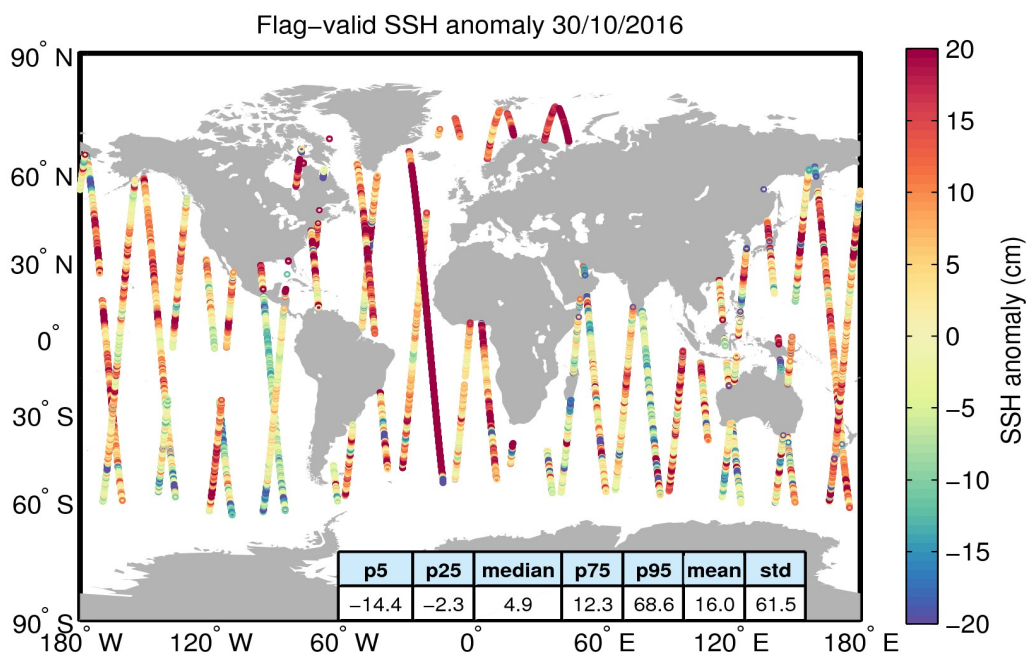 Flag−valid SSH anomaly 30/10/2016
90° N
60° N
30° N
0°
30° S
60° S
90° S
180° W
120° W
60° W
0°
60° E
120° E
180° E
p5 p25 median p75 p95 mean std
−14.4 −2.3 4.9 12.3 68.6 16.0 61.5
20
15
10
5
0
−5
−10
−15
−20
SSH anomaly (cm)